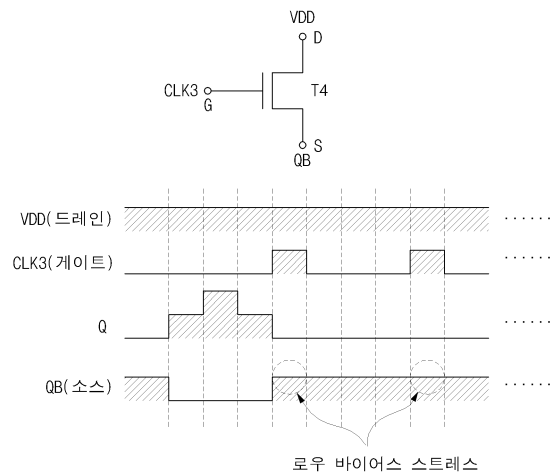 VDD
D
CLK3
G
T4
S
QB
VDD(드레인)
······
CLK3(게이트)
······
Q
······
QB(소스)
······
로우 바이어스 스트레스